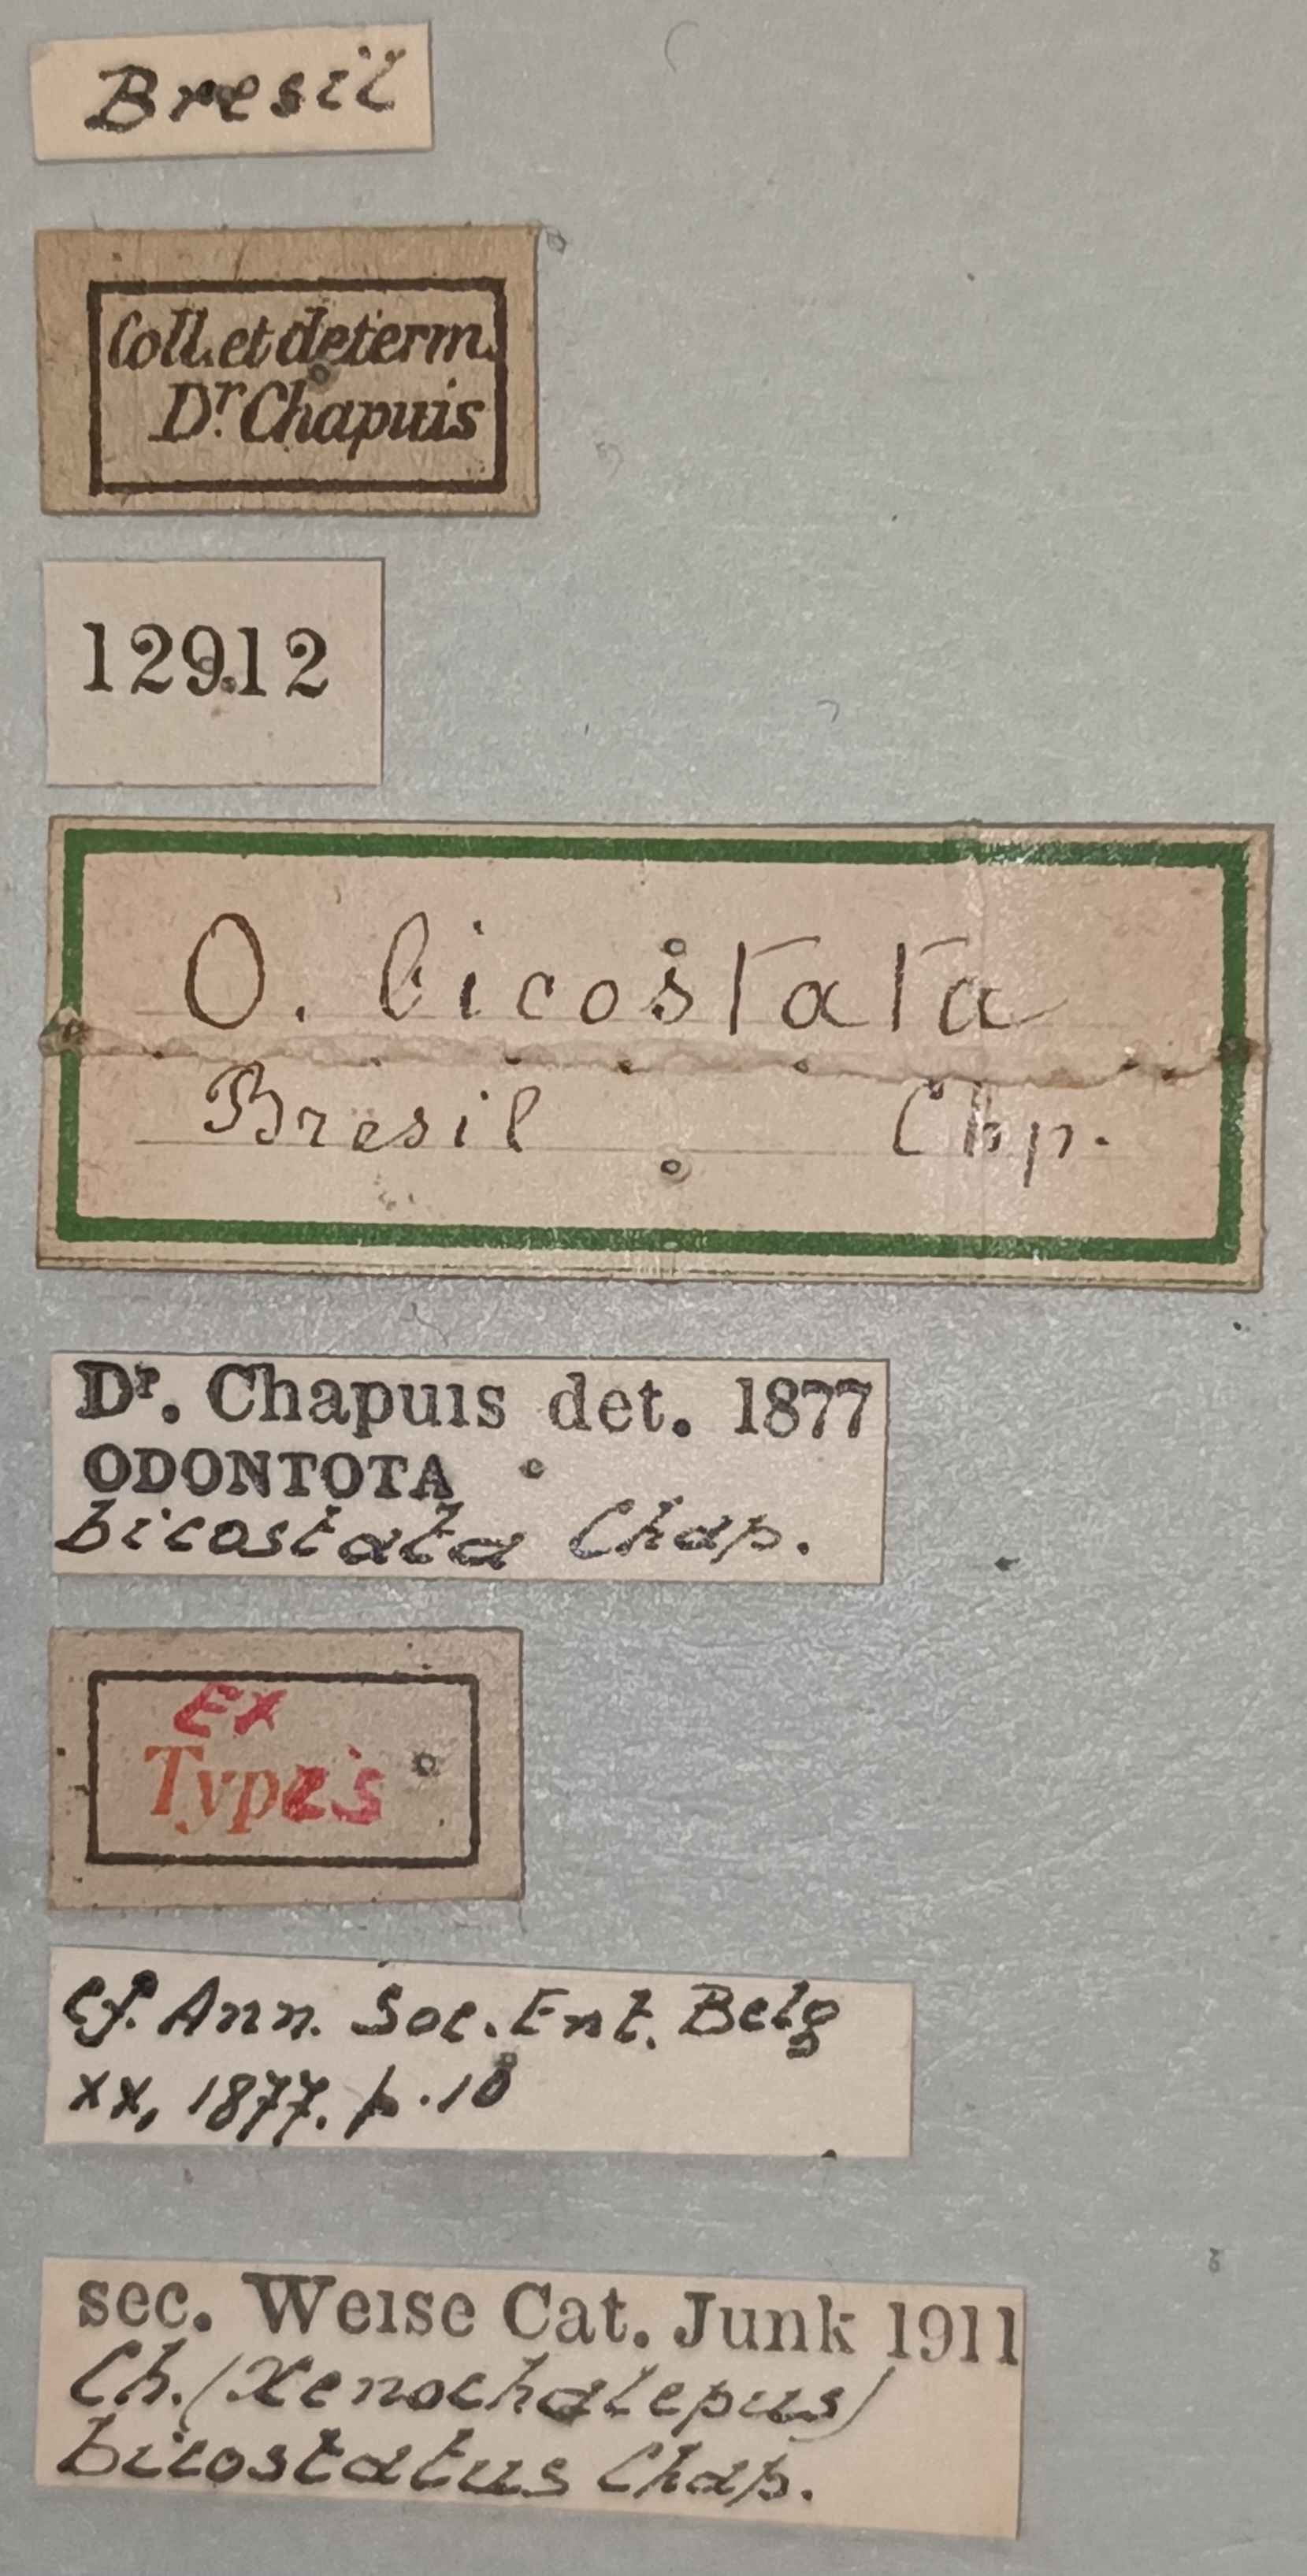 Bresil
Coll. et determ.
Dr. Chapuis
12912
O. bicostata
Bresil Chp.
Dr. Chapuis det. 1877
ODONTOTA
bicostata Chap.
Ex
Types
cf. Ann. Soc. Ent. Belg
xx, 1877. p. 18
sec. Weise Cat. Junk 1911
Ch. (Xenochalepus)
bicostatus Chap.